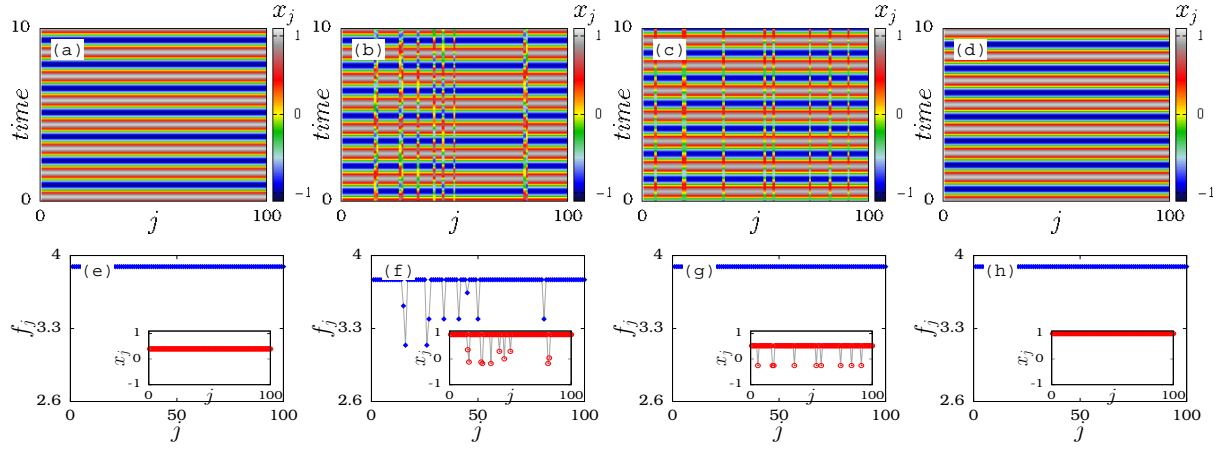 10 x_j 10 x_j 10 x_j 10 x_j
(a) 1 (b) 1 (c) 1 (d) 1
time 0 time 0 time 0 time 0
−1 −1 −1 −1
0 0 0 0
0 j 100 0 j 100 0 j 100 0 j 100
4 (e) 4 (f) 4 (g) 4 (h)
f_j 3.3 f_j 3.3 f_j 3.3 f_j 3.3
x_j 1 0 -1 x_j 1 0 -1 x_j 1 0 -1 x_j 1 0 -1
0 j 100 0 j 100 0 j 100 0 j 100
2.6 2.6 2.6 2.6
0 50 100 0 50 100 0 50 100 0 50 100
j j j j